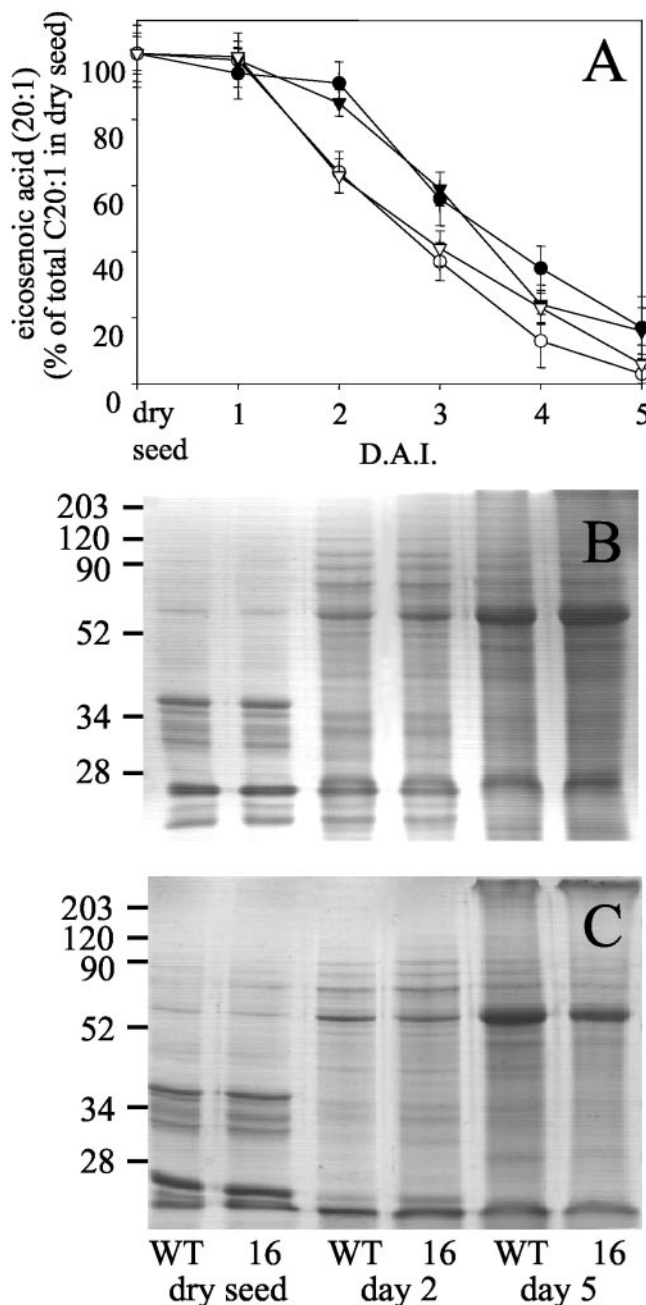 A
eicosenoic acid (20:1)
(% of total C20:1 in dry seed)
100
80
60
40
20
0
dry seed 1 2 3 4 5
D.A.I.
B
203
120
90
52
34
28
C
203
120
90
52
34
28
WT 16 WT 16 WT 16
dry seed day 2 day 5